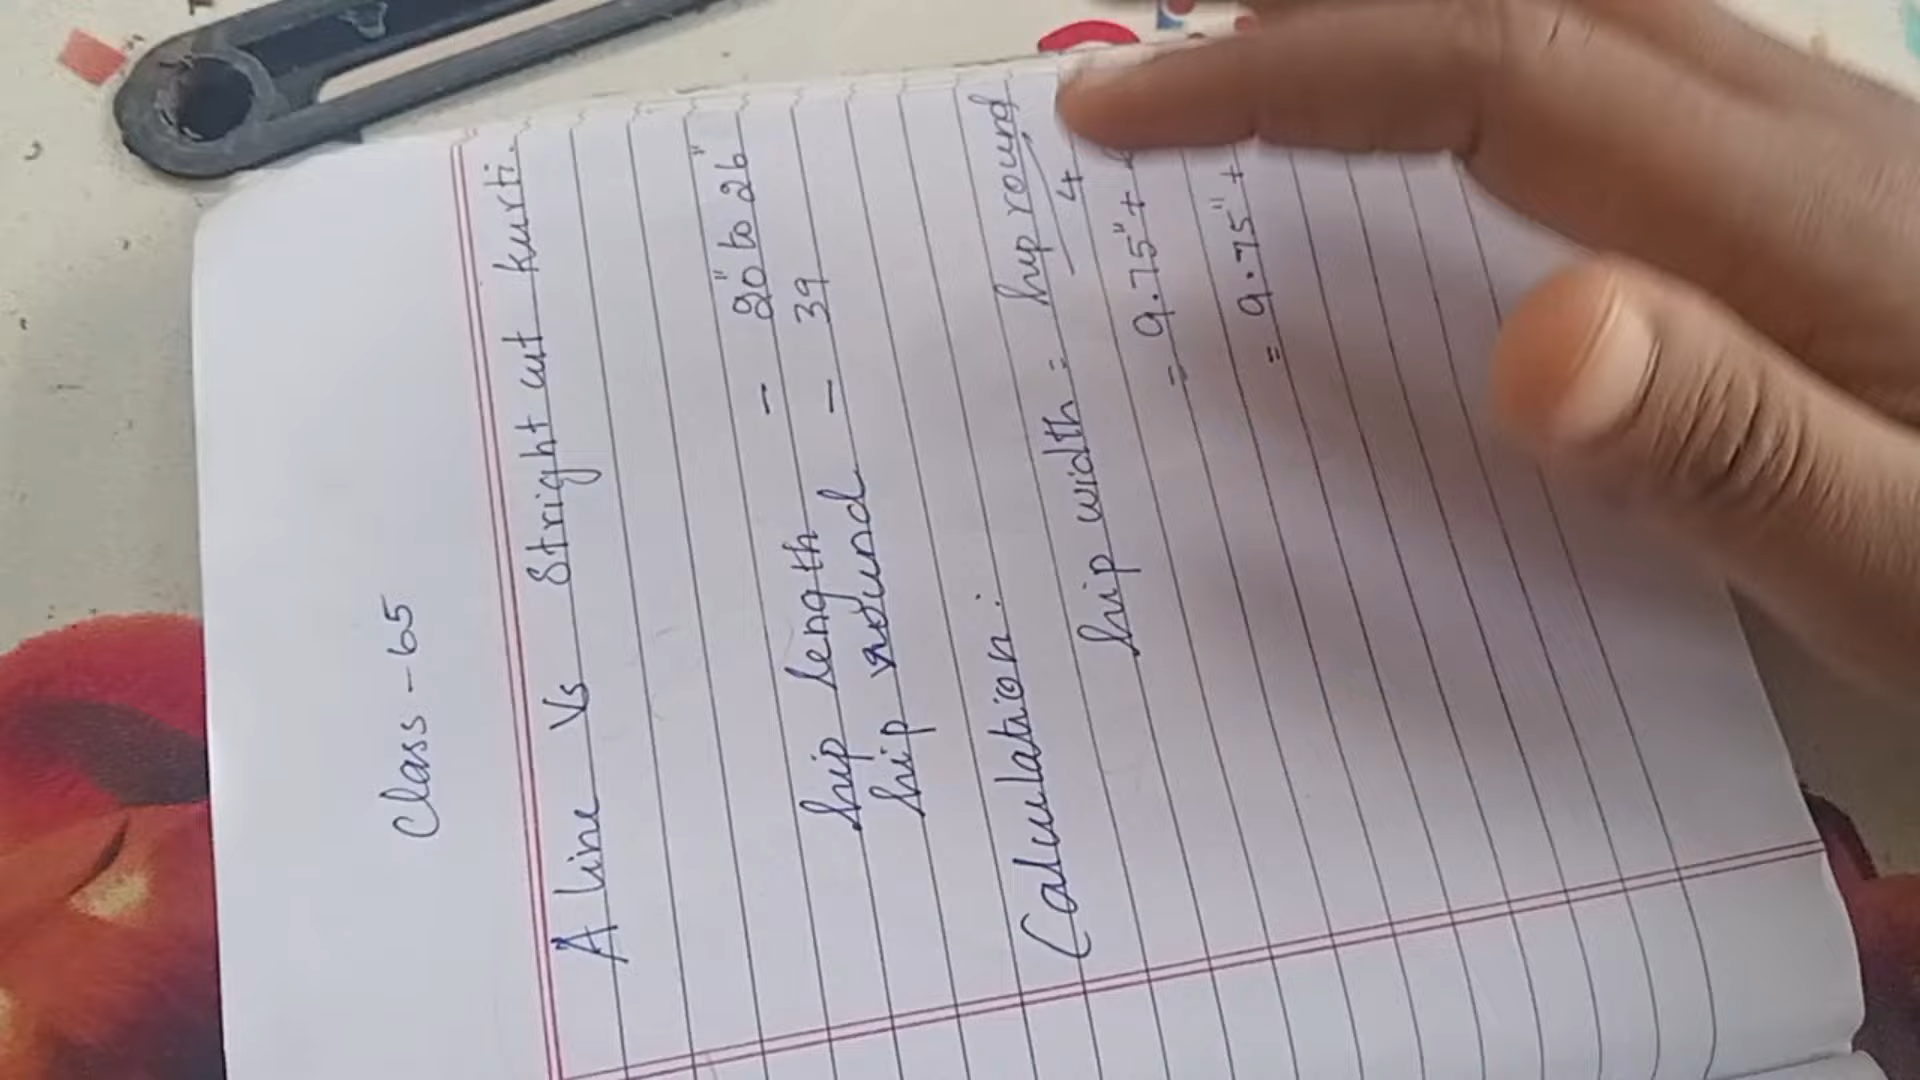 Class - 65
A line Vs Stright cut kurti.
hip length - 20" to 26"
hip round - 39
Calculation:
hip width = hip round
4
= 9.75" +
= 9.75" +